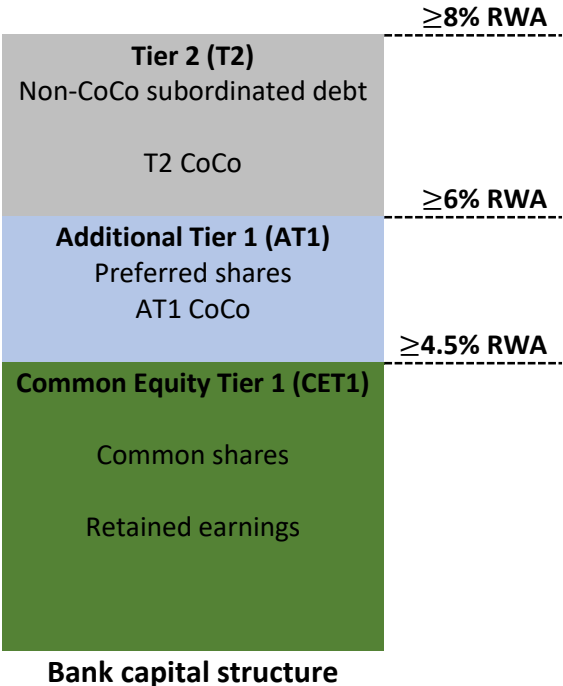 ≥8% RWA
Tier 2 (T2)
Non-CoCo subordinated debt
T2 CoCo
≥6% RWA
Additional Tier 1 (AT1)
Preferred shares
AT1 CoCo
≥4.5% RWA
Common Equity Tier 1 (CET1)
Common shares
Retained earnings
Bank capital structure